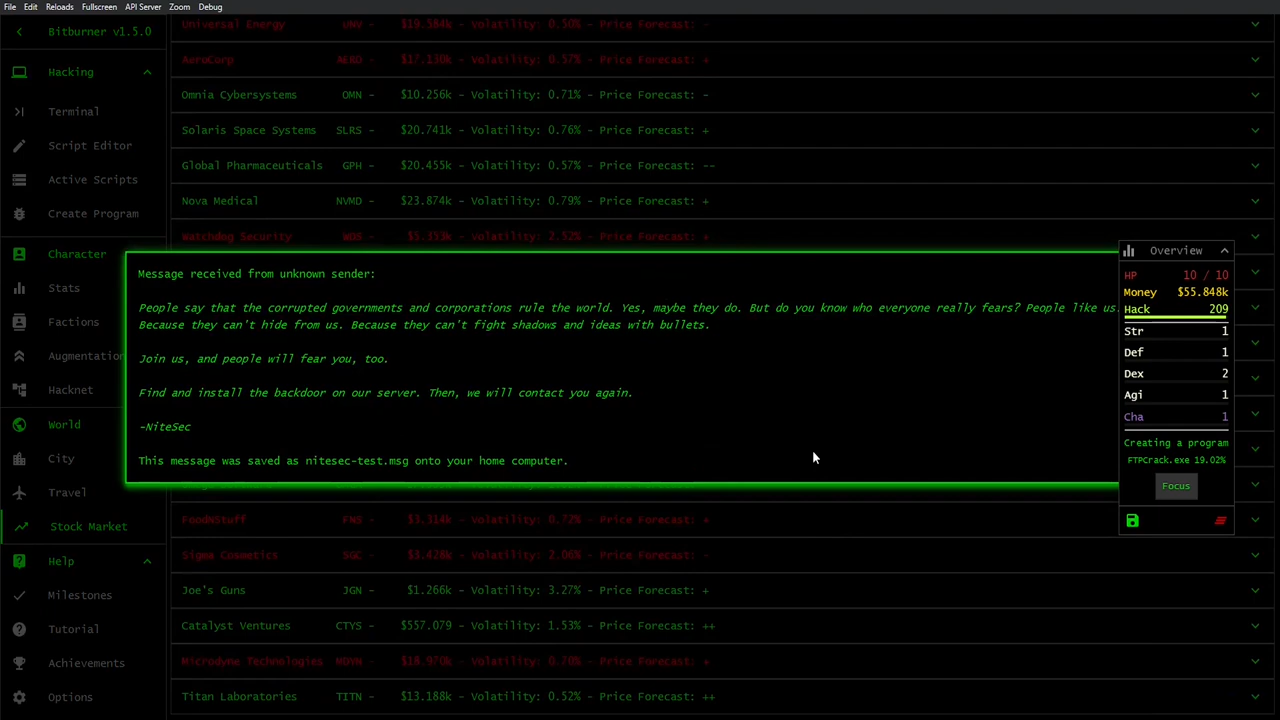 File Edit Reloads Fullscreen API Server Zoom Debug
Bitburner v1.5.0
Hacking
Terminal
Script Editor
Active Scripts
Create Program
Character
Stats
Factions
Augmentation
Hacknet
World
City
Travel
Stock Market
Help
Milestones
Tutorial
Achievements
Options
Universal Energy UNV - $19.584k - Volatility: 0.50% - Price Forecast: -
AeroCorp AERO - $17.130k - Volatility: 0.57% - Price Forecast: +
Omnia Cybersystems OMN - $10.256k - Volatility: 0.71% - Price Forecast: -
Solaris Space Systems SLRS - $20.741k - Volatility: 0.76% - Price Forecast: +
Global Pharmaceuticals GPH - $20.455k - Volatility: 0.57% - Price Forecast: --
Nova Medical NVMD - $23.874k - Volatility: 0.79% - Price Forecast: +
Watchdog Security WDS - $5.353k - Volatility: 2.52% - Price Forecast: +
Message received from unknown sender:
People say that the corrupted governments and corporations rule the world. Yes, maybe they do. But do you know who everyone really fears? People like us.
Because they can't hide from us. Because they can't fight shadows and ideas with bullets.
Join us, and people will fear you, too.
Find and install the backdoor on our server. Then, we will contact you again.
-NiteSec
This message was saved as nitesec-test.msg onto your home computer.
FoodNStuff FNS - $3.314k - Volatility: 0.72% - Price Forecast: +
Sigma Cosmetics SGC - $3.428k - Volatility: 2.06% - Price Forecast: -
Joe's Guns JGN - $1.266k - Volatility: 3.27% - Price Forecast: +
Catalyst Ventures CTYS - $557.079 - Volatility: 1.53% - Price Forecast: ++
Microdyne Technologies MDYN - $18.970k - Volatility: 0.70% - Price Forecast: +
Titan Laboratories TITN - $13.188k - Volatility: 0.52% - Price Forecast: ++
Overview
HP 10 / 10
Money $55.848k
Hack 209
Str 1
Def 1
Dex 2
Agi 1
Cha 1
Creating a program
FTPCrack.exe 19.02%
Focus